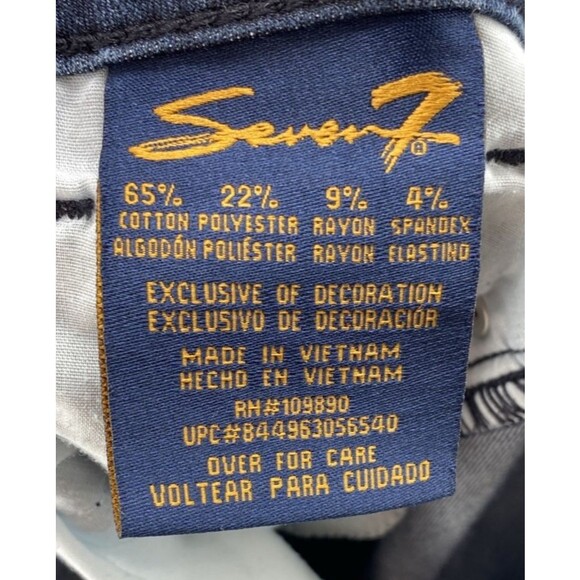 Seven7®
65% 22% 9% 4%
COTTON POLYESTER RAYON SPANDEX
ALGODÓN POLIÉSTER RAYON ELASTINO
EXCLUSIVE OF DECORATION
EXCLUSIVO DE DECORACIÓR
MADE IN VIETNAM
HECHO EN VIETNAM
RN#109890
UPC#844963056540
OVER FOR CARE
VOLTEAR PARA CUIDADO